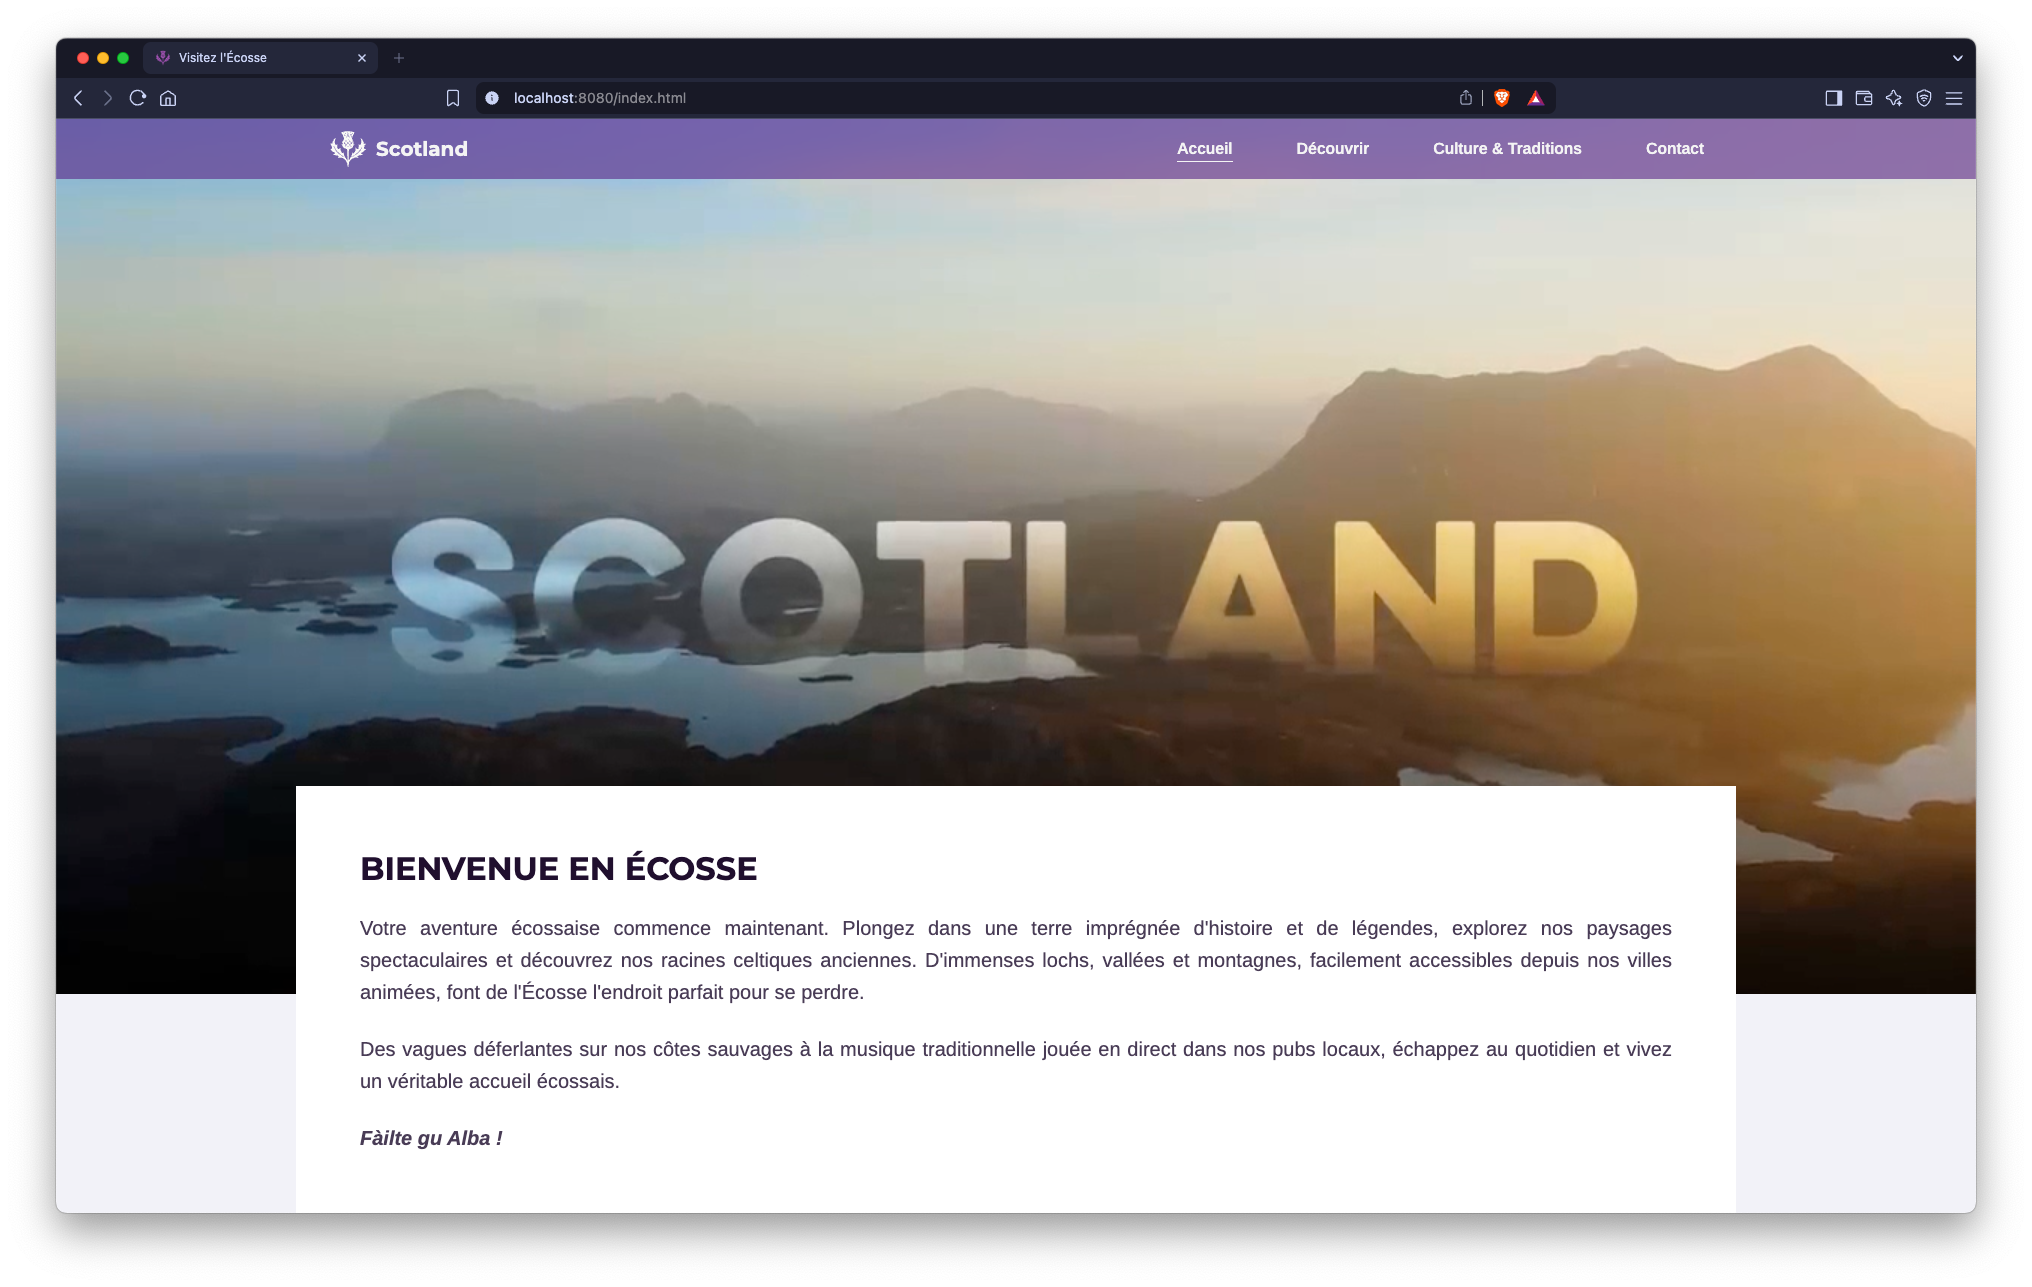 Visitez l'Écosse
localhost:8080/index.html
Scotland
Accueil
Découvrir
Culture & Traditions
Contact
SCOTLAND
BIENVENUE EN ÉCOSSE
Votre aventure écossaise commence maintenant. Plongez dans une terre imprégnée d'histoire et de légendes, explorez nos paysages
spectaculaires et découvrez nos racines celtiques anciennes. D'immenses lochs, vallées et montagnes, facilement accessibles depuis nos villes
animées, font de l'Écosse l'endroit parfait pour se perdre.
Des vagues déferlantes sur nos côtes sauvages à la musique traditionnelle jouée en direct dans nos pubs locaux, échappez au quotidien et vivez
un véritable accueil écossais.
Fàilte gu Alba !